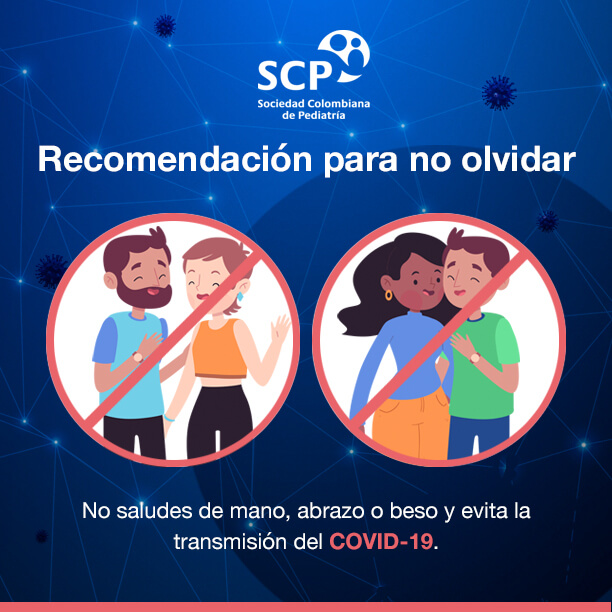 SCP
Sociedad Colombiana
de Pediatría
Recomendación para no olvidar
No saludes de mano, abrazo o beso y evita la
transmisión del COVID-19.